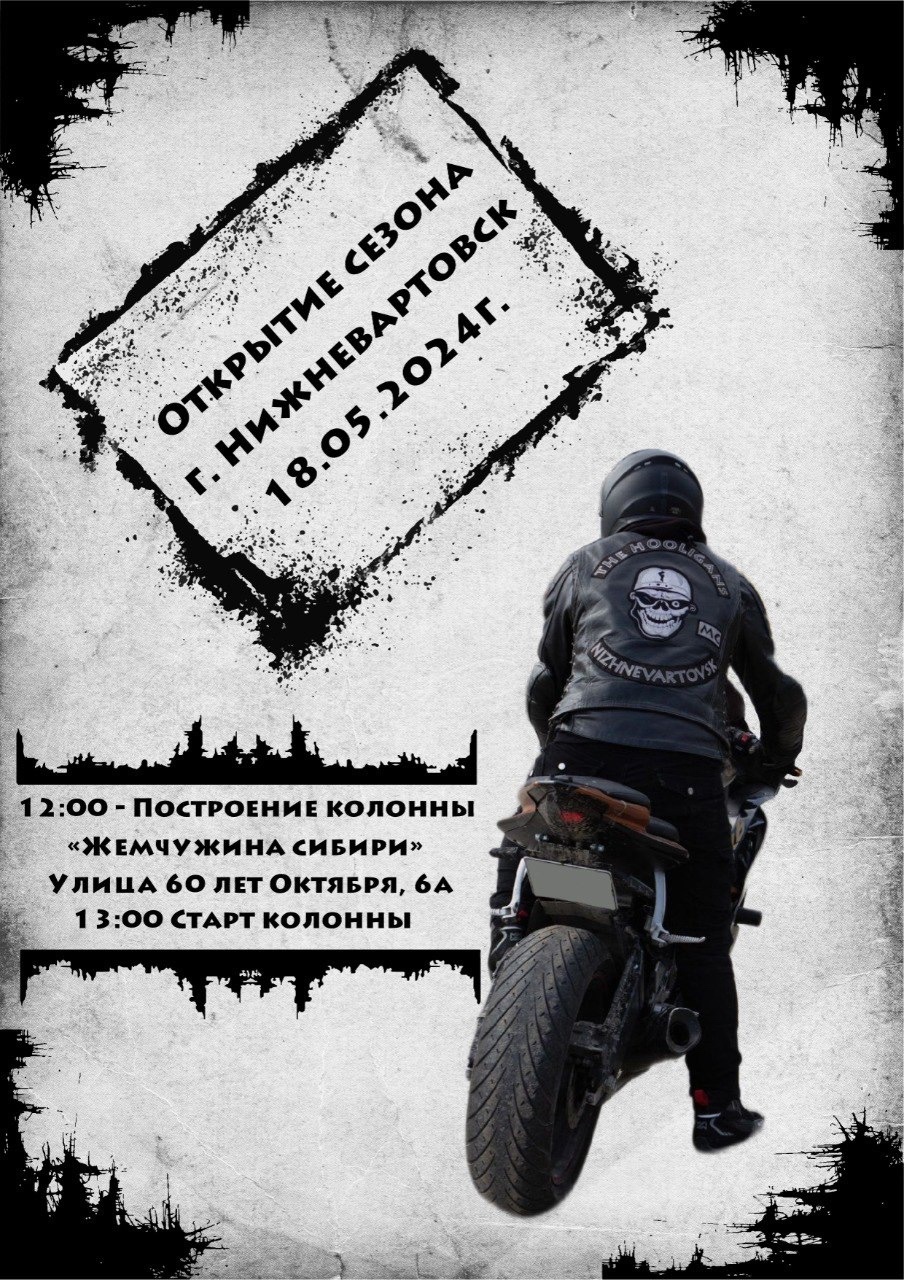 Открытие сезона
г. Нижневартовск
18.05.2024г.
THE HOOLIGANS
MC
NIZHNEVARTOVSK
12:00 - Построение колонны
«Жемчужина сибири»
Улица 60 лет Октября, 6а
13:00 Старт колонны